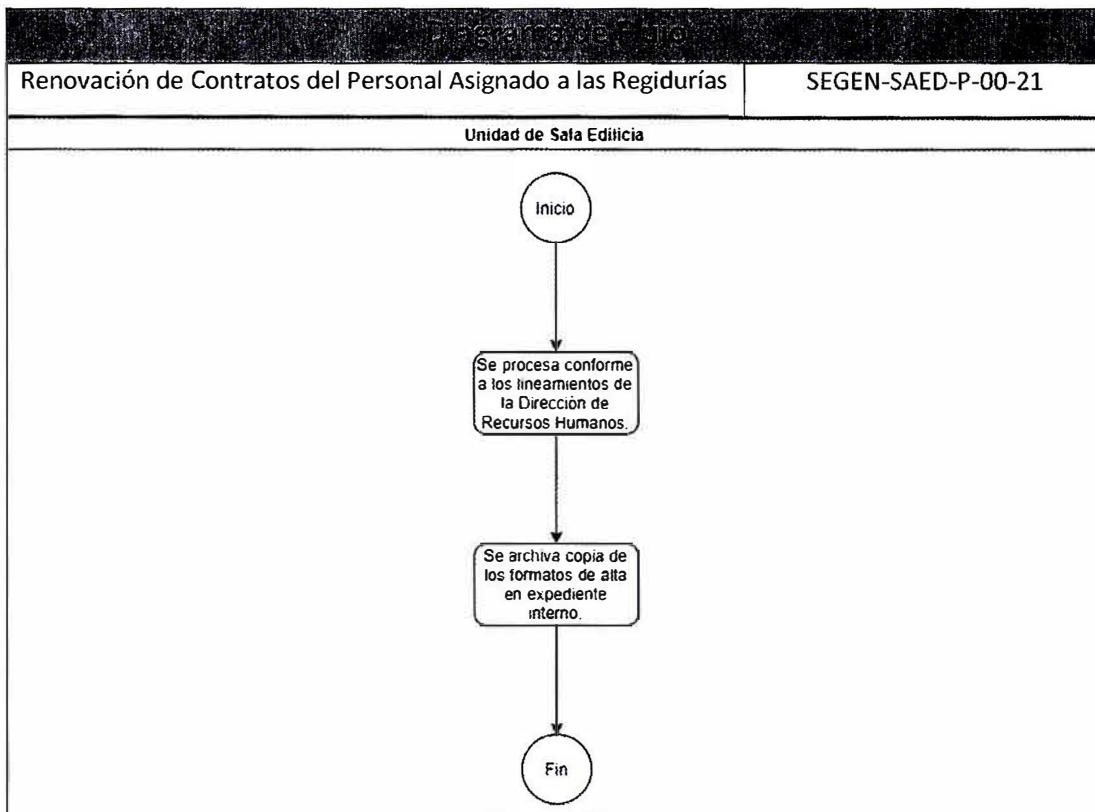 Diagrama de Flujo
Renovación de Contratos del Personal Asignado a las Regidurías
SEGEN-SAED-P-00-21
Unidad de Sala Edilicia
Inicio
Se procesa conforme
a los lineamientos de
la Dirección de
Recursos Humanos.
Se archiva copia de
los formatos de alta
en expediente
interno.
Fin